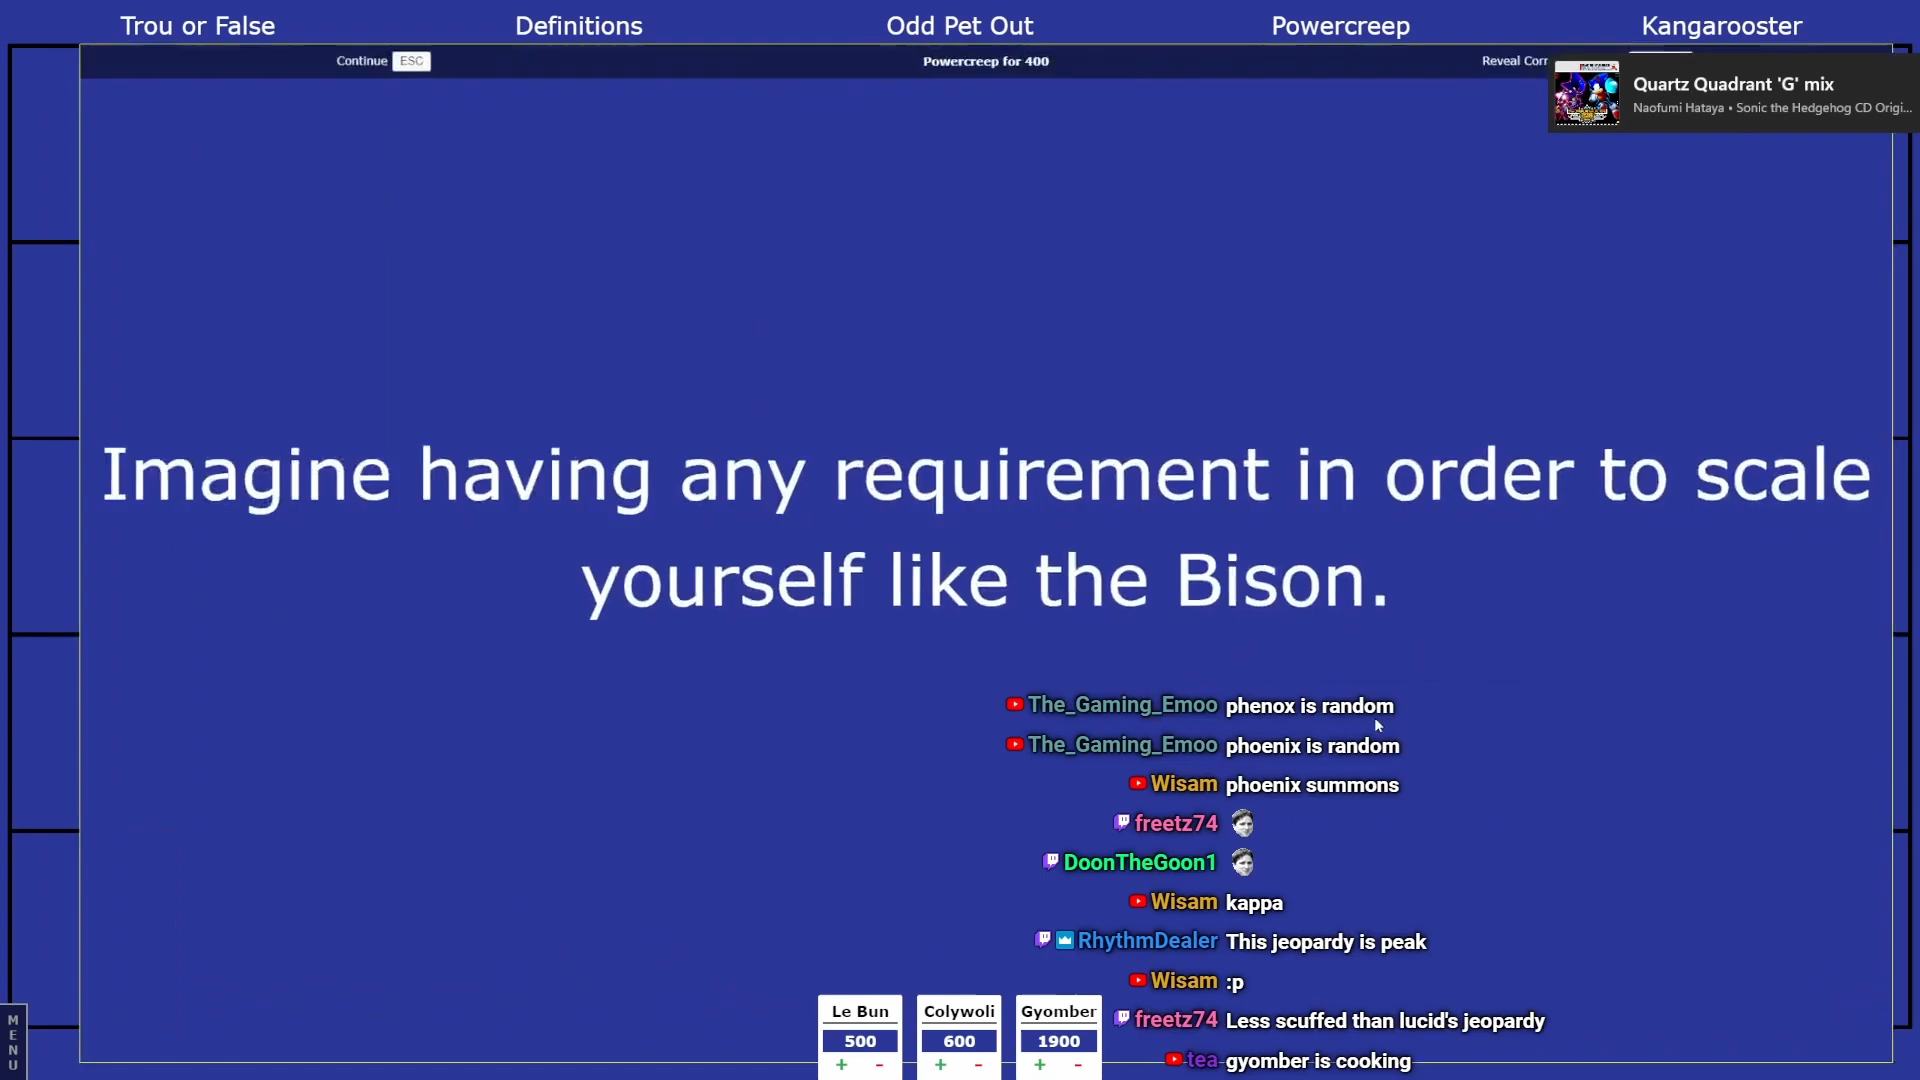 Trou or False
Definitions
Odd Pet Out
Powercreep
Kangarooster
Continue ESC
Powercreep for 400
Reveal Corr
Quartz Quadrant 'G' mix
Naofumi Hataya • Sonic the Hedgehog CD Origi...
Imagine having any requirement in order to scale
yourself like the Bison.
The_Gaming_Emoo phenox is random
The_Gaming_Emoo phoenix is random
Wisam phoenix summons
freetz74
DoonTheGoon1
Wisam kappa
RhythmDealer This jeopardy is peak
Wisam :p
freetz74 Less scuffed than lucid's jeopardy
tea gyomber is cooking
Le Bun
500
+ -
Colywoli
600
+ -
Gyomber
1900
+ -
MENU